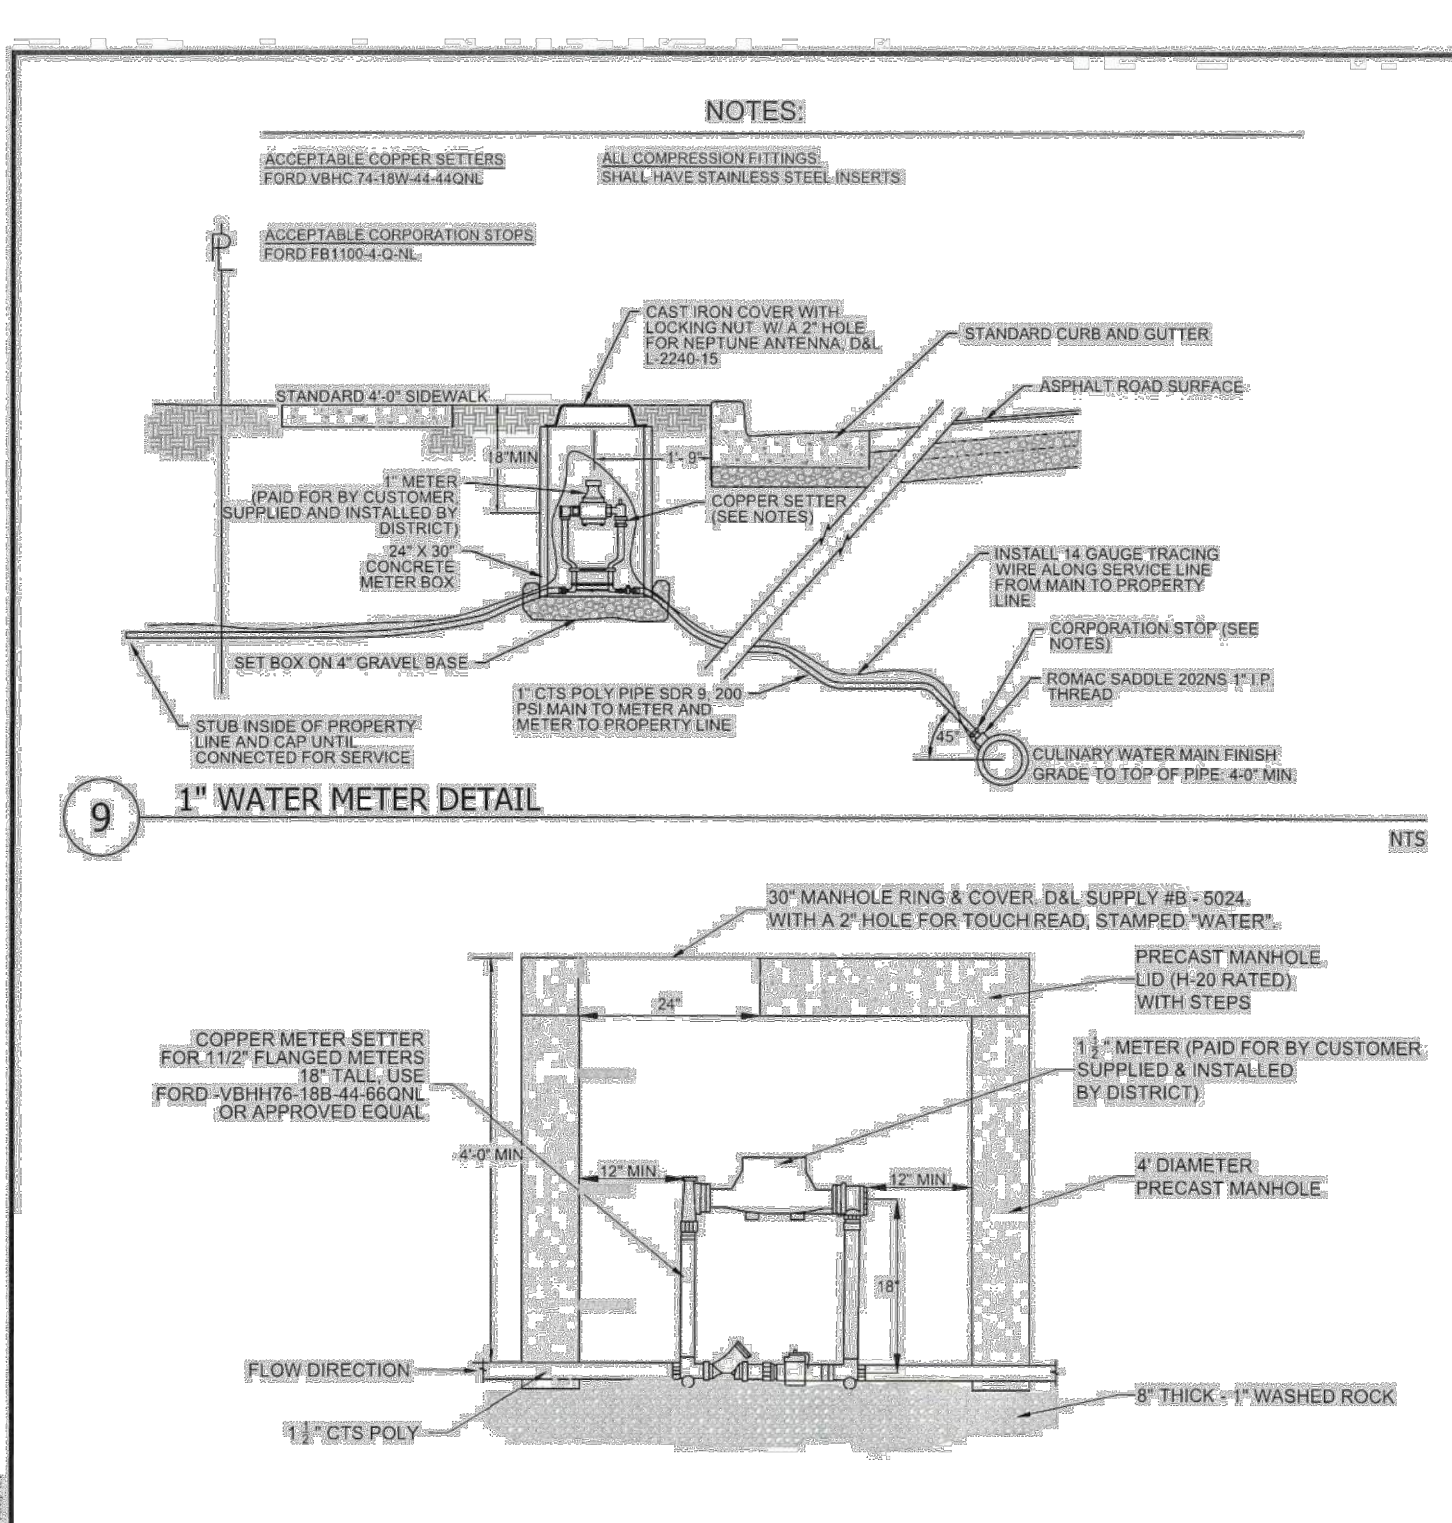 NOTES:
ACCEPTABLE COPPER SETTERS
FORD VBHC 74-18W-44-44QNL
ALL COMPRESSION FITTINGS
SHALL HAVE STAINLESS STEEL INSERTS
PL
ACCEPTABLE CORPORATION STOPS
FORD FB1100-4-Q-NL
CAST IRON COVER WITH
LOCKING NUT W/ A 2" HOLE
FOR NEPTUNE ANTENNA, D&L
L-2240-15
STANDARD CURB AND GUTTER
ASPHALT ROAD SURFACE
STANDARD 4'-0" SIDEWALK
18"MIN
1'- 9"
1" METER
(PAID FOR BY CUSTOMER
SUPPLIED AND INSTALLED BY
DISTRICT)
COPPER SETTER
(SEE NOTES)
24" X 30"
CONCRETE
METER BOX
INSTALL 14 GAUGE TRACING
WIRE ALONG SERVICE LINE
FROM MAIN TO PROPERTY
LINE
CORPORATION STOP (SEE
NOTES)
SET BOX ON 4" GRAVEL BASE
ROMAC SADDLE 202NS 1" I.P.
THREAD
1" CTS POLY PIPE SDR 9, 200
PSI MAIN TO METER AND
METER TO PROPERTY LINE
STUB INSIDE OF PROPERTY
LINE AND CAP UNTIL
CONNECTED FOR SERVICE
45°
CULINARY WATER MAIN FINISH
GRADE TO TOP OF PIPE, 4-0" MIN.
9
1" WATER METER DETAIL
NTS
30" MANHOLE RING & COVER, D&L SUPPLY #B - 5024,
WITH A 2" HOLE FOR TOUCH READ, STAMPED "WATER".
PRECAST MANHOLE
LID (H-20 RATED)
WITH STEPS
24"
COPPER METER SETTER
FOR 11/2" FLANGED METERS
18" TALL, USE
FORD -VBHH76-18B-44-66QNL
OR APPROVED EQUAL
1 1/2" METER (PAID FOR BY CUSTOMER
SUPPLIED & INSTALLED
BY DISTRICT)
4'-0" MIN
12" MIN
12" MIN
4' DIAMETER
PRECAST MANHOLE
18"
FLOW DIRECTION
8" THICK - 1" WASHED ROCK
1 1/2" CTS POLY